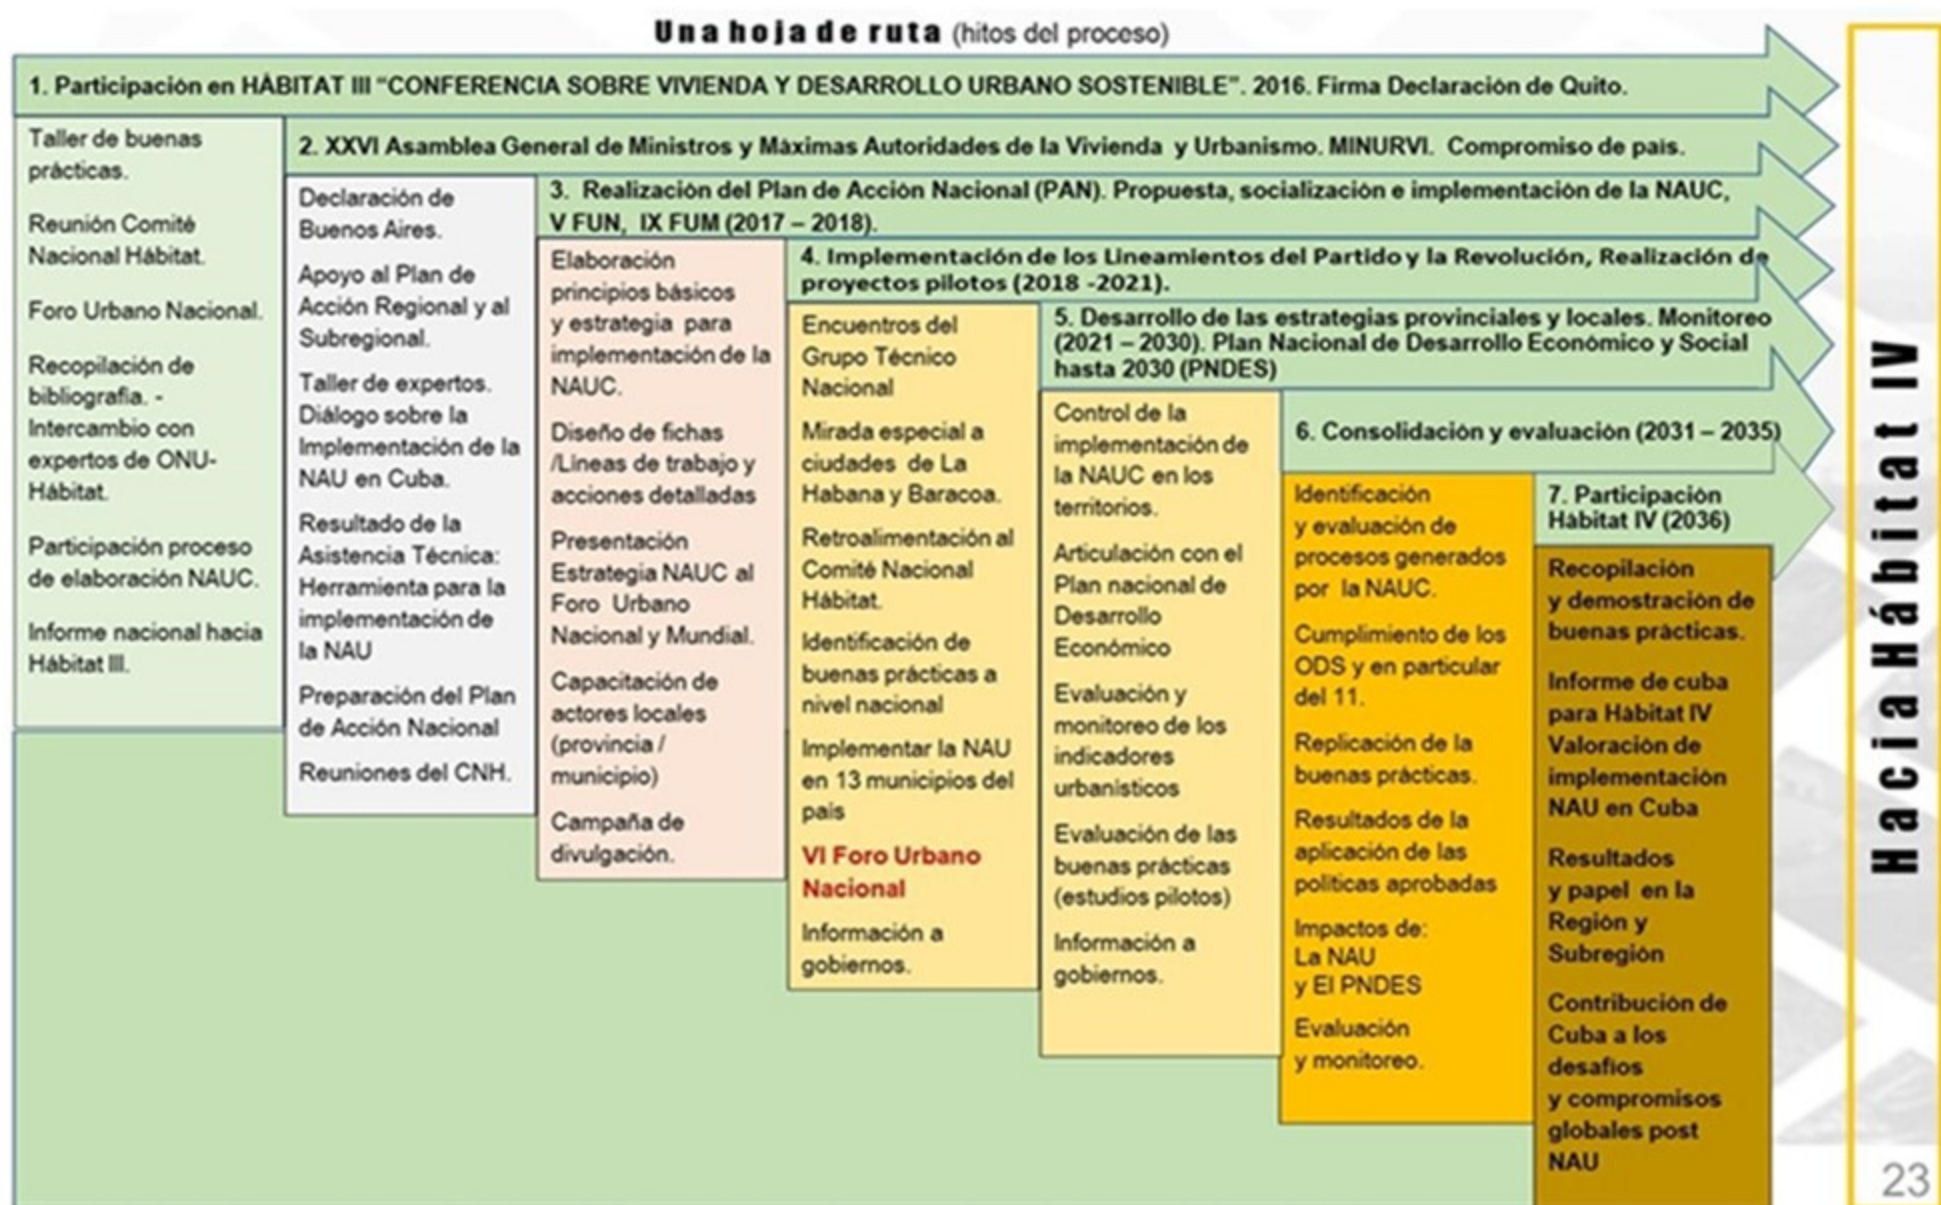 Una hoja de ruta (hitos del proceso)
1. Participación en HÁBITAT III “CONFERENCIA SOBRE VIVIENDA Y DESARROLLO URBANO SOSTENIBLE”. 2016. Firma Declaración de Quito.
Taller de buenas
prácticas.
Reunión Comité
Nacional Hábitat.
Foro Urbano Nacional.
Recopilación de
bibliografía. -
Intercambio con
expertos de ONU-
Hábitat.
Participación proceso
de elaboración NAUC.
Informe nacional hacia
Hábitat III.
2. XXVI Asamblea General de Ministros y Máximas Autoridades de la Vivienda y Urbanismo. MINURVI. Compromiso de país.
Declaración de
Buenos Aires.
Apoyo al Plan de
Acción Regional y al
Subregional.
Taller de expertos.
Diálogo sobre la
Implementación de la
NAU en Cuba.
Resultado de la
Asistencia Técnica:
Herramienta para la
implementación de
la NAU
Preparación del Plan
de Acción Nacional
Reuniones del CNH.
3. Realización del Plan de Acción Nacional (PAN). Propuesta, socialización e implementación de la NAUC,
V FUN, IX FUM (2017 – 2018).
Elaboración
principios básicos
y estrategia para
implementación de la
NAUC.
Diseño de fichas
/Líneas de trabajo y
acciones detalladas
Presentación
Estrategia NAUC al
Foro Urbano
Nacional y Mundial.
Capacitación de
actores locales
(provincia /
municipio)
Campaña de
divulgación.
4. Implementación de los Lineamientos del Partido y la Revolución, Realización de
proyectos pilotos (2018 -2021).
Encuentros del
Grupo Técnico
Nacional
Mirada especial a
ciudades de La
Habana y Baracoa.
Retroalimentación al
Comité Nacional
Hábitat.
Identificación de
buenas prácticas a
nivel nacional
Implementar la NAU
en 13 municipios del
país
VI Foro Urbano
Nacional
Información a
gobiernos.
5. Desarrollo de las estrategias provinciales y locales. Monitoreo
(2021 – 2030). Plan Nacional de Desarrollo Económico y Social
hasta 2030 (PNDES)
Control de la
implementación de
la NAUC en los
territorios.
Articulación con el
Plan nacional de
Desarrollo
Económico
Evaluación y
monitoreo de los
indicadores
urbanísticos
Evaluación de las
buenas prácticas
(estudios pilotos)
Información a
gobiernos.
6. Consolidación y evaluación (2031 – 2035)
Identificación
y evaluación de
procesos generados
por la NAUC.
Cumplimiento de los
ODS y en particular
del 11.
Replicación de la
buenas prácticas.
Resultados de la
aplicación de las
políticas aprobadas
Impactos de:
La NAU
y El PNDES
Evaluación
y monitoreo.
7. Participación
Hábitat IV (2036)
Recopilación
y demostración de
buenas prácticas.
Informe de cuba
para Hábitat IV
Valoración de
implementación
NAU en Cuba
Resultados
y papel en la
Región y
Subregión
Contribución de
Cuba a los
desafíos
y compromisos
globales post
NAU
Hacia Hábitat IV
23